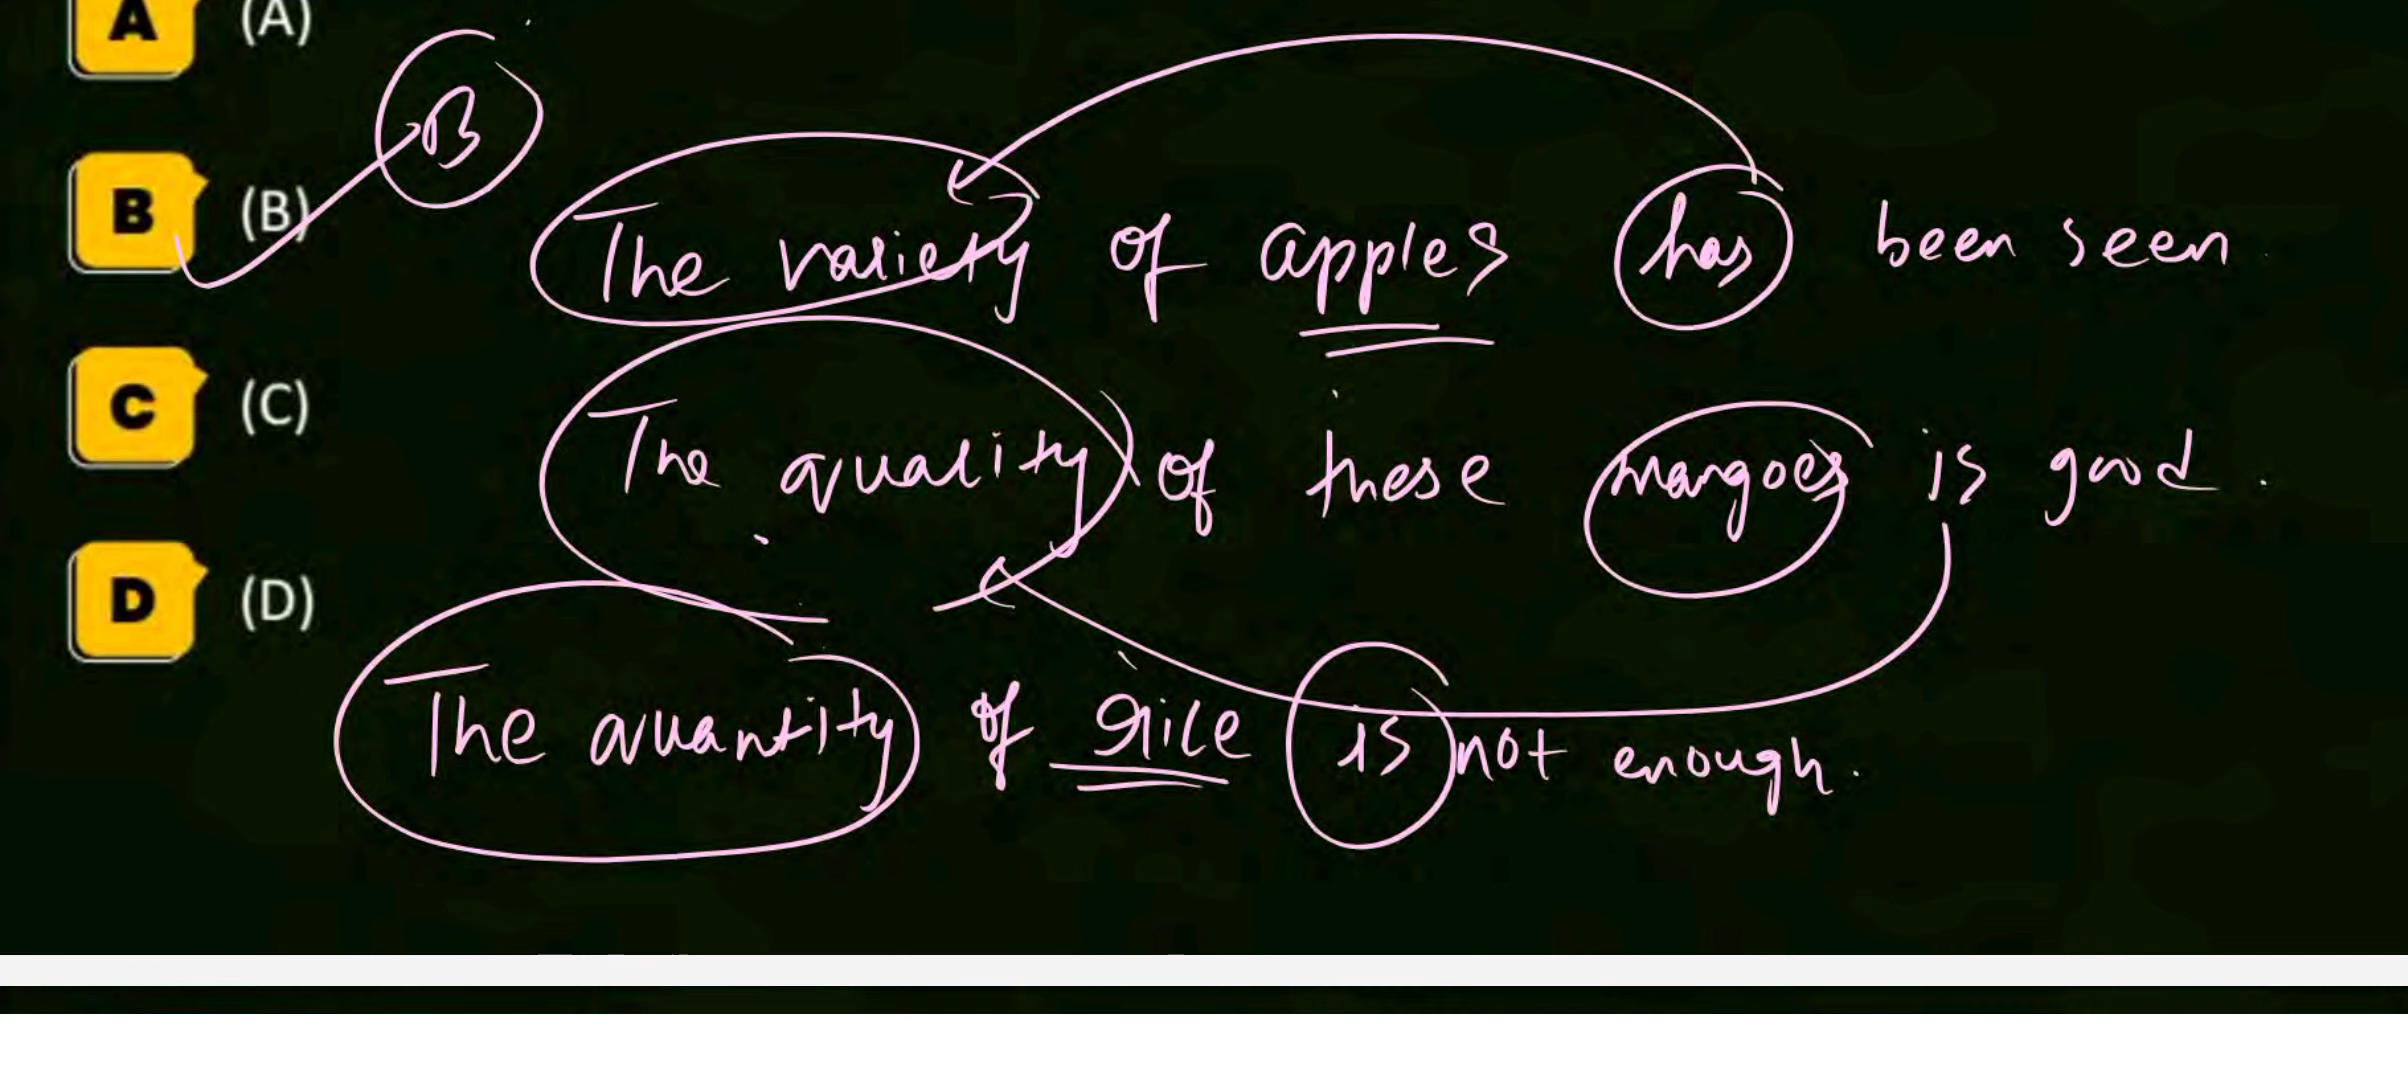 A (A)
B
B (B)
The variety of apples has been seen.
C (C)
The quality of these mangoes is good.
D (D)
The quantity of rice is not enough.